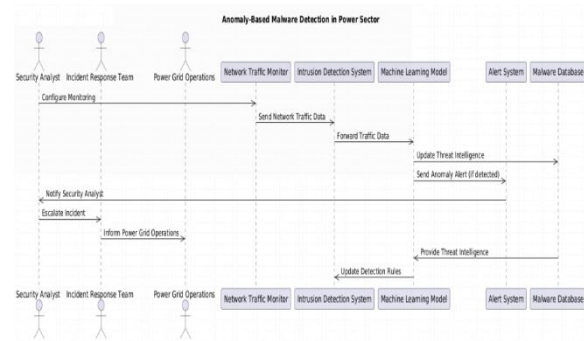 Anomaly-Based Malware Detection in Power Sector
Security Analyst Incident Response Team Power Grid Operations Network Traffic Monitor Intrusion Detection System Machine Learning Model Alert System Malware Database
Configure Monitoring
Send Network Traffic Data
Forward Traffic Data
Update Threat Intelligence
Send Anomaly Alert (if detected)
Notify Security Analyst
Escalate Incident
Inform Power Grid Operations
Provide Threat Intelligence
Update Detection Rules
Security Analyst Incident Response Team Power Grid Operations Network Traffic Monitor Intrusion Detection System Machine Learning Model Alert System Malware Database